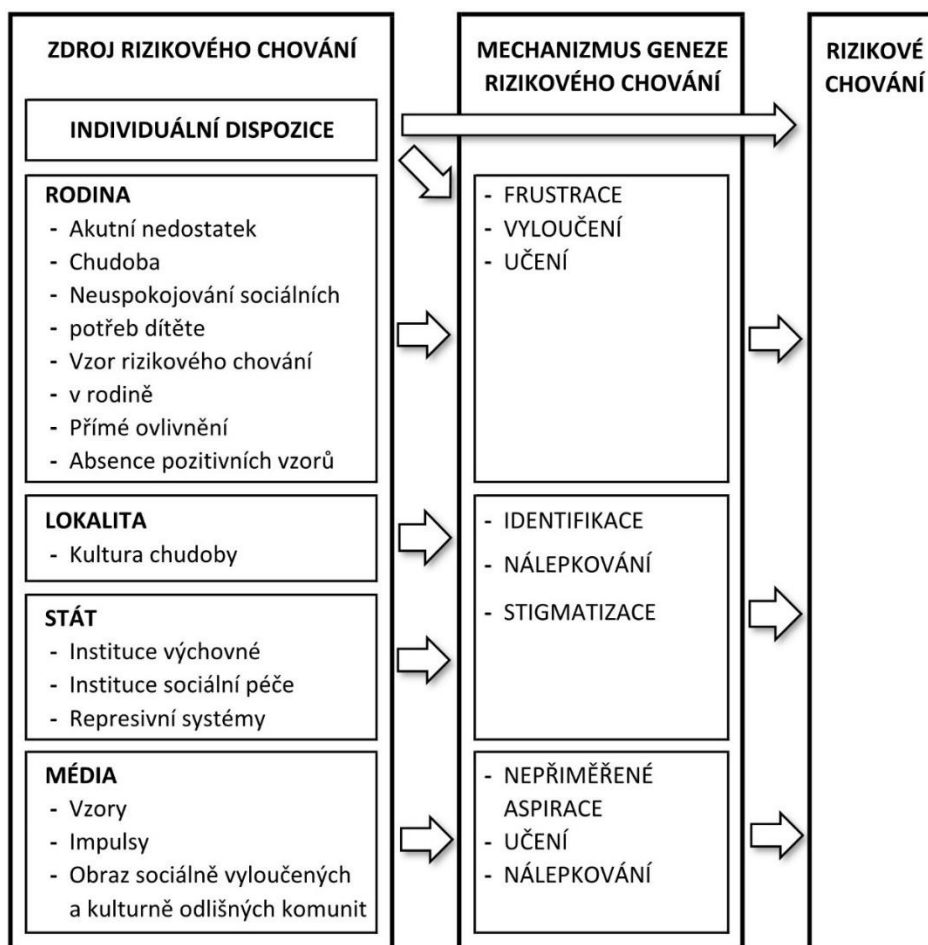 ZDROJ RIZIKOVÉHO CHOVÁNÍ
INDIVIDUÁLNÍ DISPOZICE
RODINA
- Akutní nedostatek
- Chudoba
- Neuspokojování sociálních
- potřeb dítěte
- Vzor rizikového chování
- v rodině
- Přímé ovlivnění
- Absence pozitivních vzorů
LOKALITA
- Kultura chudoby
STÁT
- Instituce výchovné
- Instituce sociální péče
- Represivní systémy
MÉDIA
- Vzory
- Impulsy
- Obraz sociálně vyloučených
a kulturně odlišných komunit
MECHANIZMUS GENEZE
RIZIKOVÉHO CHOVÁNÍ
- FRUSTRACE
- VYLOUČENÍ
- UČENÍ
- IDENTIFIKACE
- NÁLEPKOVÁNÍ
- STIGMATIZACE
- NEPŘIMĚŘENÉ
ASPIRACE
- UČENÍ
- NÁLEPKOVÁNÍ
RIZIKOVÉ
CHOVÁNÍ